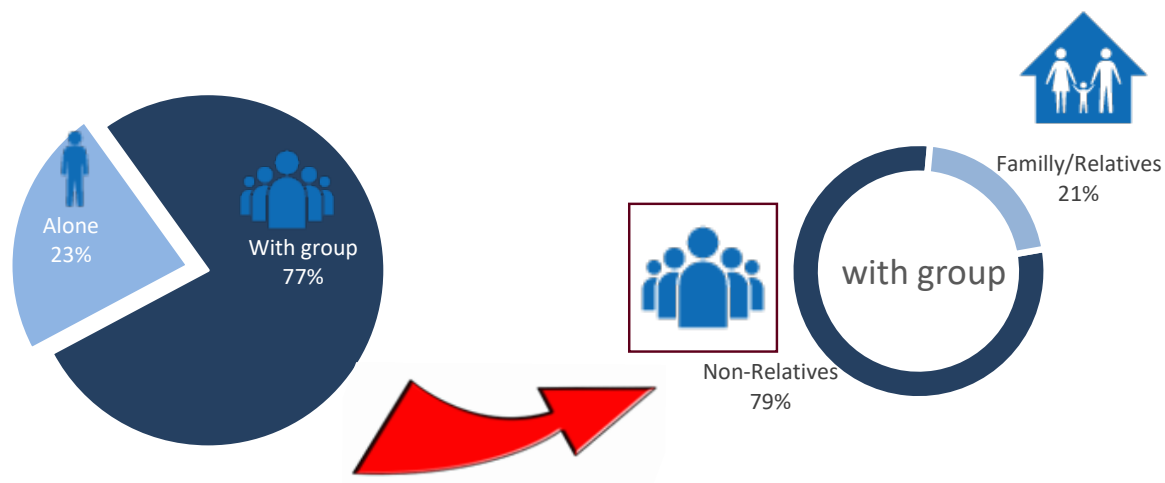 Alone
23%
With group
77%
Familly/Relatives
21%
with group
Non-Relatives
79%